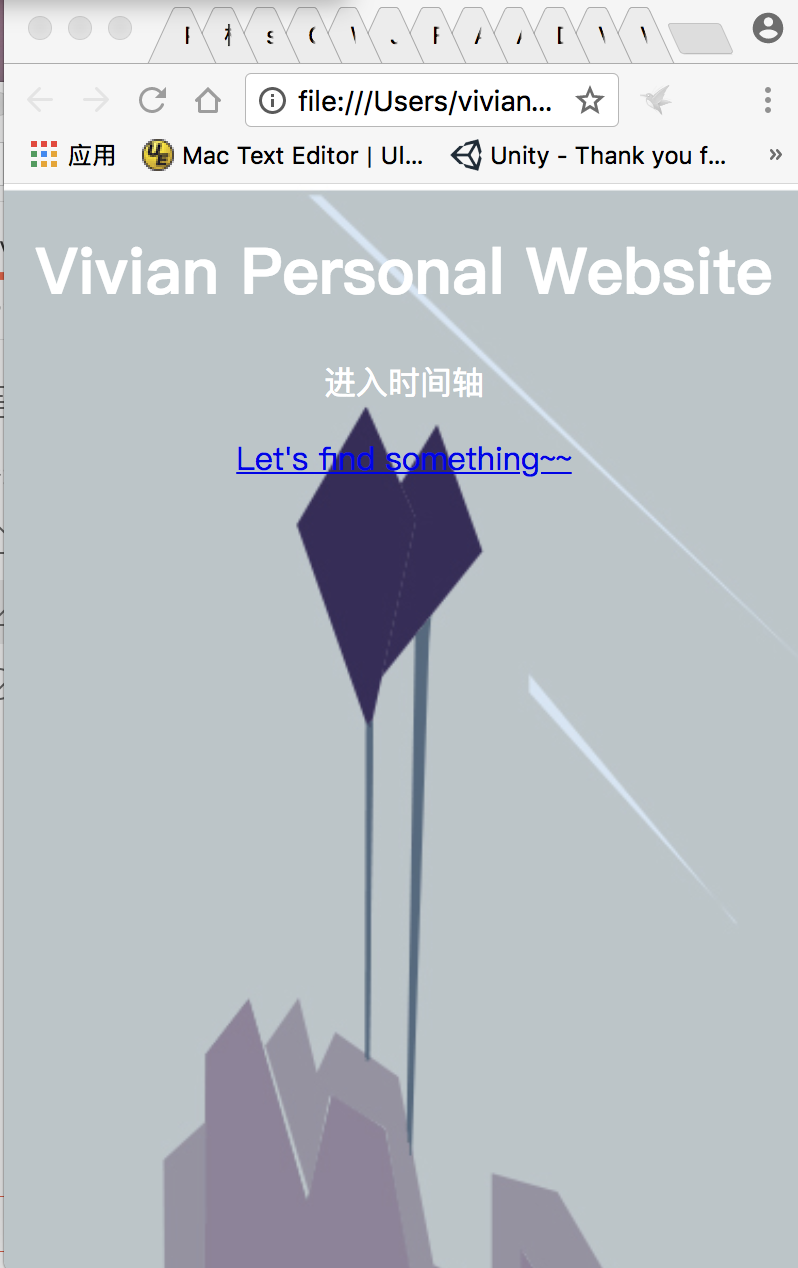 file:///Users/vivian...
应用
Mac Text Editor | Ul...
Unity - Thank you f...
»
Vivian Personal Website
进入时间轴
Let's find something~~